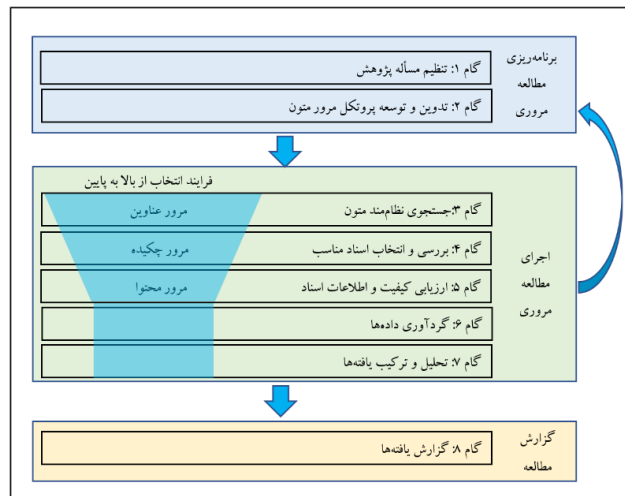 برنامه‌ریزی
مطالعه
مروری
گام ۱: تنظیم مسأله پژوهش
گام ۲: تدوین و توسعه پروتکل مرور متون
فرایند انتخاب از بالا به پایین
اجرای
مطالعه
مروری
گام ۳:جستجوی نظام‌مند متون
مرور عناوین
گام ۴: بررسی و انتخاب اسناد مناسب
مرور چکیده
گام ۵: ارزیابی کیفیت و اطلاعات اسناد
مرور محتوا
گام ۶: گردآوری داده‌ها
گام ۷: تحلیل و ترکیب یافته‌ها
گزارش
مطالعه
گام ۸: گزارش یافته‌ها